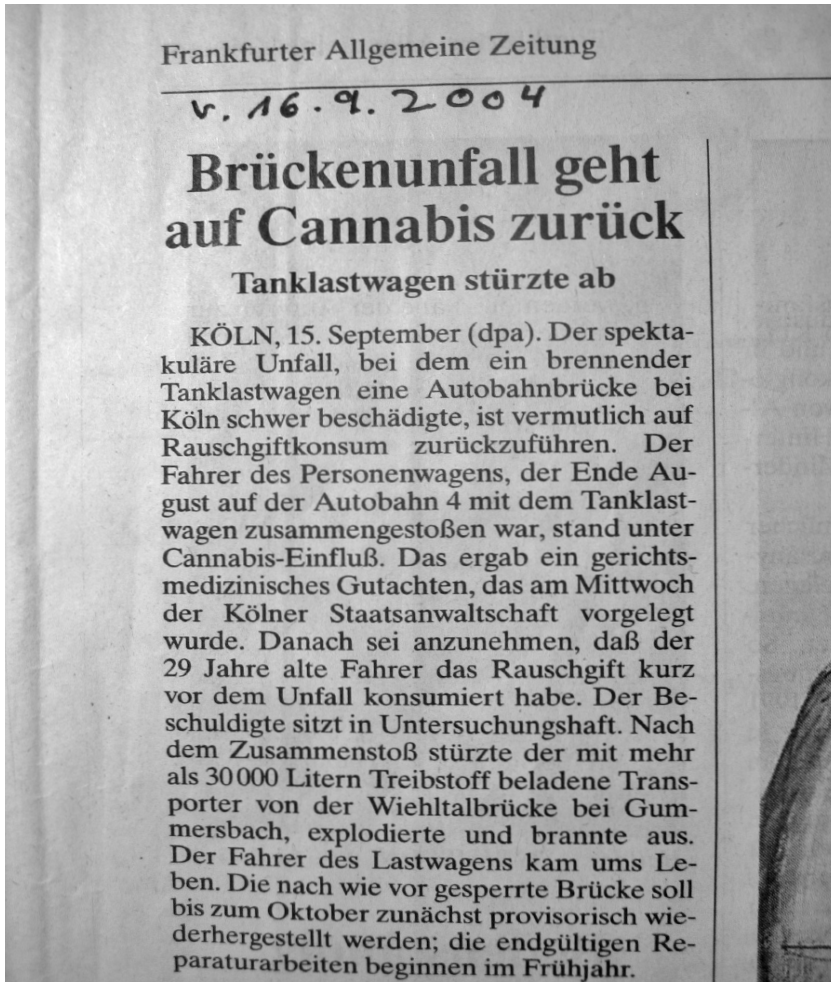 Frankfurter Allgemeine Zeitung
v. 16.9.2004
Brückenunfall geht
auf Cannabis zurück
Tanklastwagen stürzte ab
KÖLN, 15. September (dpa). Der spekta-
kuläre Unfall, bei dem ein brennender
Tanklastwagen eine Autobahnbrücke bei
Köln schwer beschädigte, ist vermutlich auf
Rauschgiftkonsum zurückzuführen. Der
Fahrer des Personenwagens, der Ende Au-
gust auf der Autobahn 4 mit dem Tanklast-
wagen zusammengestoßen war, stand unter
Cannabis-Einfluß. Das ergab ein gerichts-
medizinisches Gutachten, das am Mittwoch
der Kölner Staatsanwaltschaft vorgelegt
wurde. Danach sei anzunehmen, daß der
29 Jahre alte Fahrer das Rauschgift kurz
vor dem Unfall konsumiert habe. Der Be-
schuldigte sitzt in Untersuchungshaft. Nach
dem Zusammenstoß stürzte der mit mehr
als 30 000 Litern Treibstoff beladene Trans-
porter von der Wiehltalbrücke bei Gum-
mersbach, explodierte und brannte aus.
Der Fahrer des Lastwagens kam ums Le-
ben. Die nach wie vor gesperrte Brücke soll
bis zum Oktober zunächst provisorisch wie-
derhergestellt werden; die endgültigen Re-
paraturarbeiten beginnen im Frühjahr.